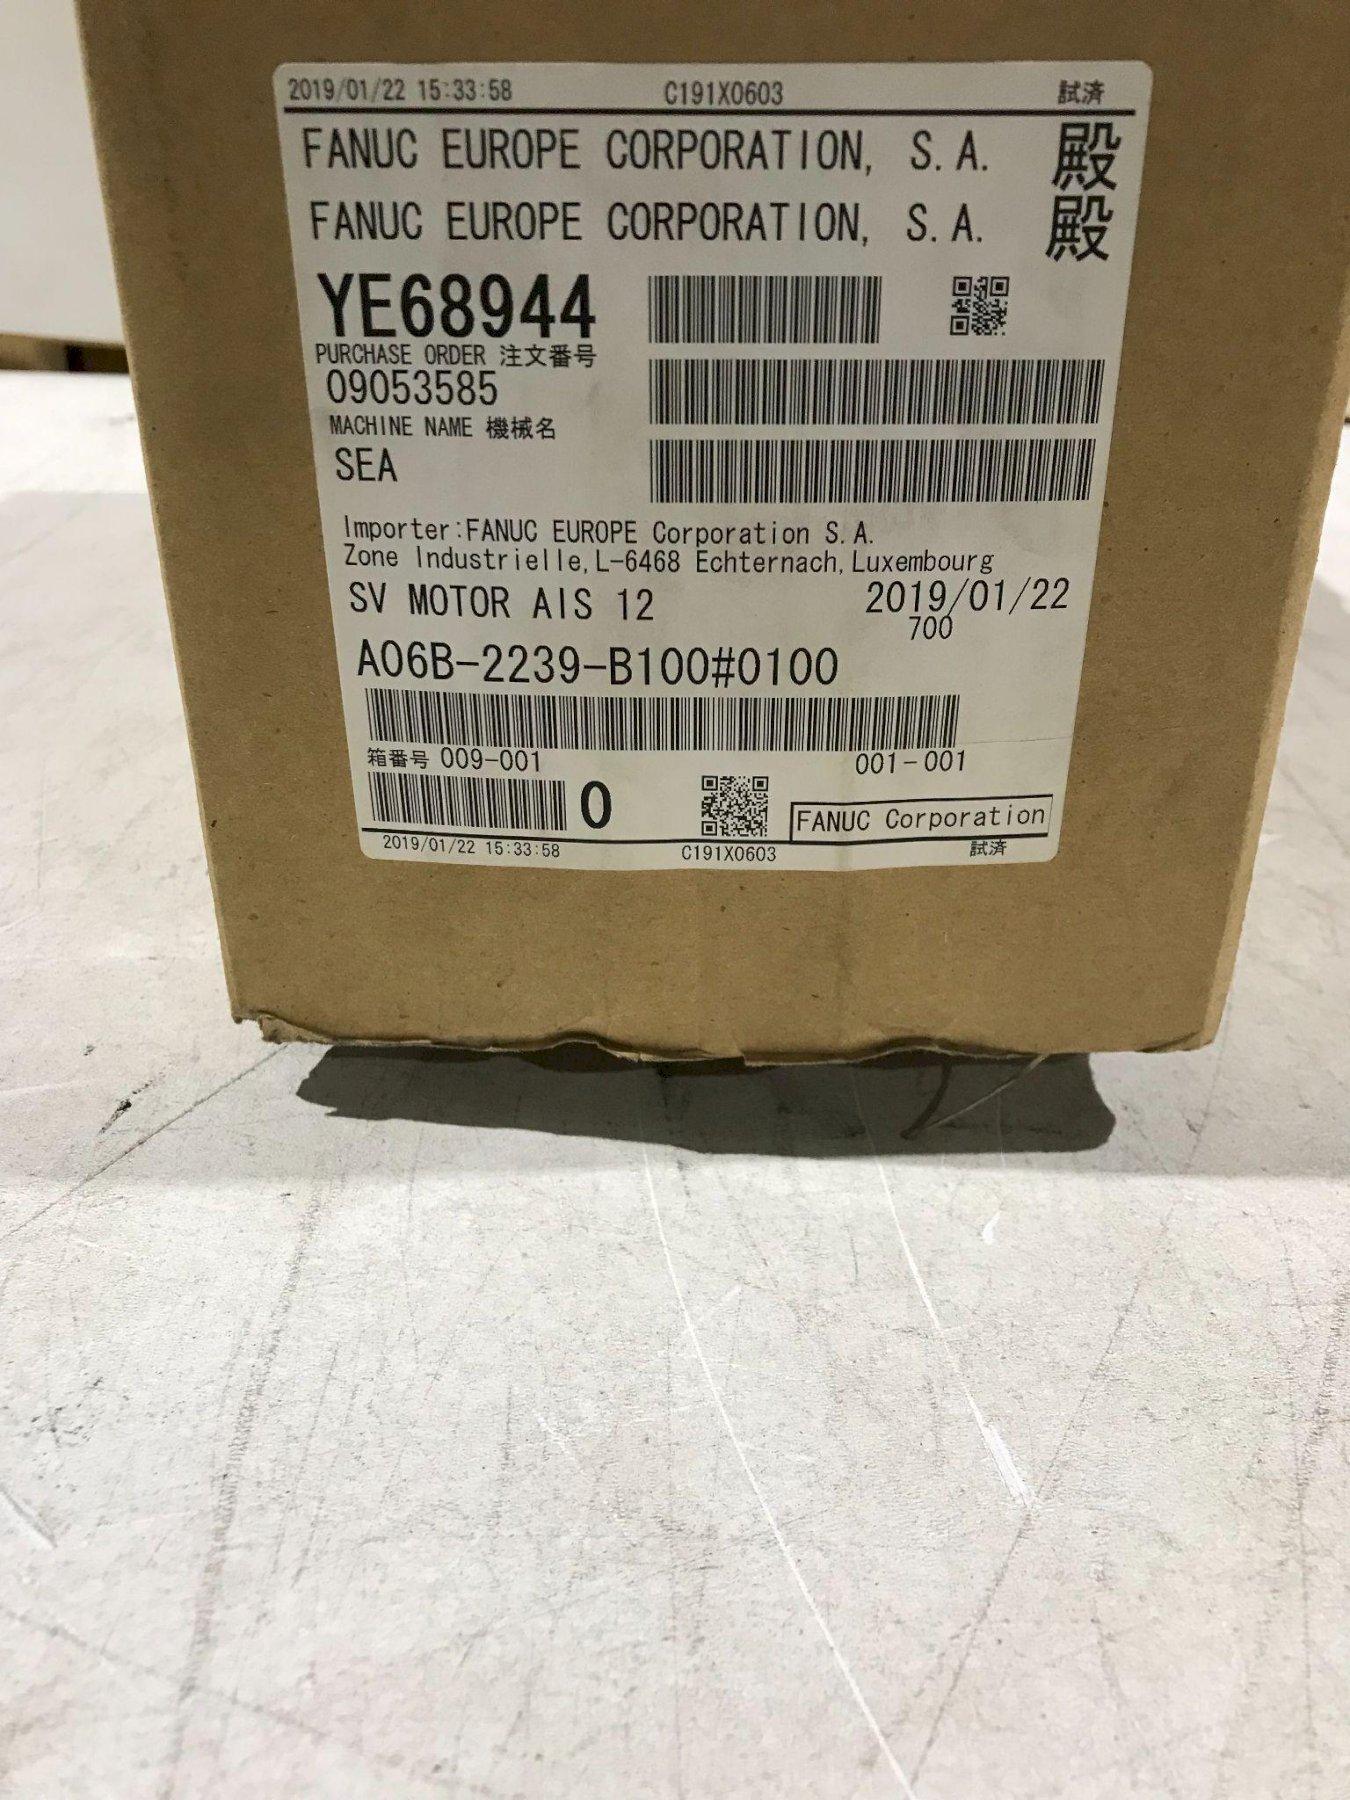 2019/01/22 15:33:58 C191X0603 試済
FANUC EUROPE CORPORATION, S.A. 殿
FANUC EUROPE CORPORATION, S.A. 殿
YE68944
PURCHASE ORDER 注文番号
09053585
MACHINE NAME 機械名
SEA
Importer:FANUC EUROPE Corporation S.A.
Zone Industrielle,L-6468 Echternach,Luxembourg
SV MOTOR AIS 12 2019/01/22
700
A06B-2239-B100#0100
箱番号 009-001 001-001
0
FANUC Corporation
2019/01/22 15:33:58 C191X0603 試済